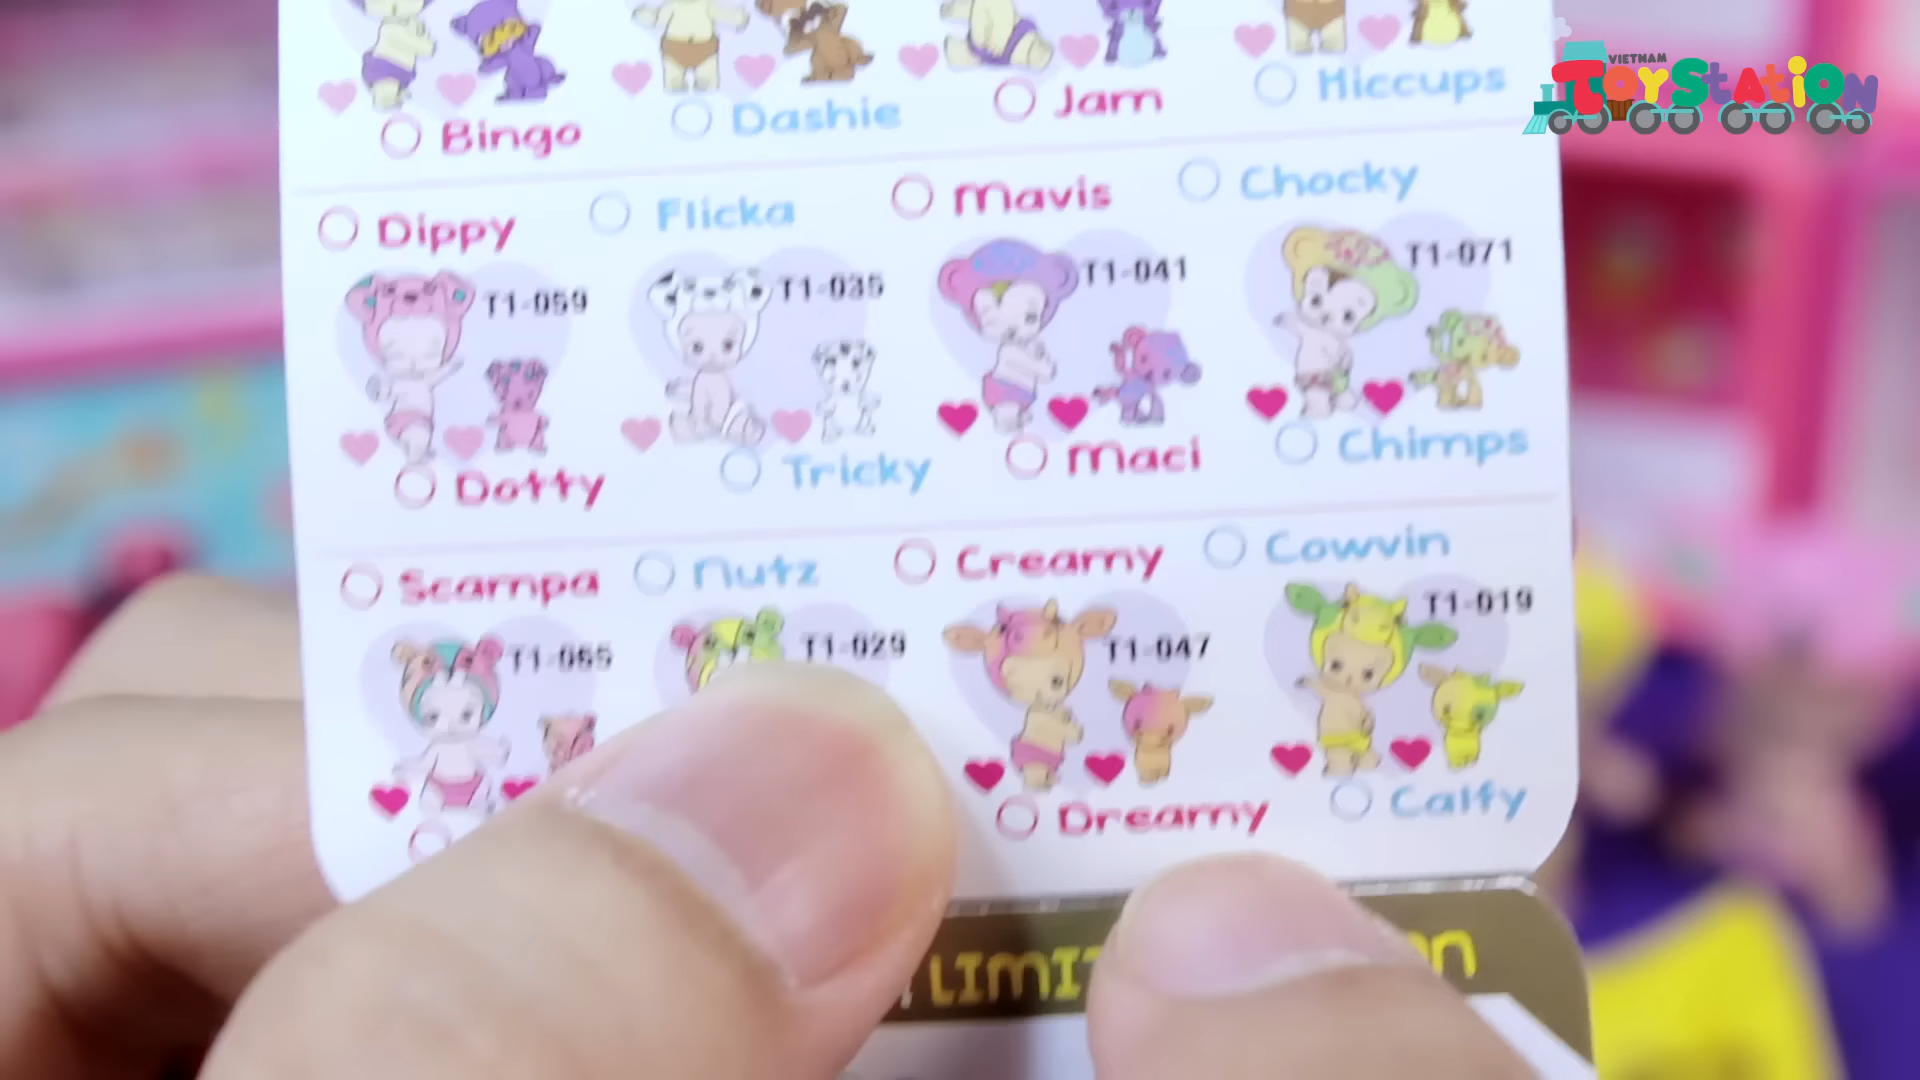 VIETNAM
ToyStation
Bingo
Dashie
Jam
Hiccups
Dippy
Flicka
Mavis
Chocky
T1-059
T1-035
T1-041
T1-071
Dotty
Tricky
Maci
Chimps
Scampa
Nutz
Creamy
Cowvin
T1-065
T1-029
T1-047
T1-019
Dreamy
Calfy